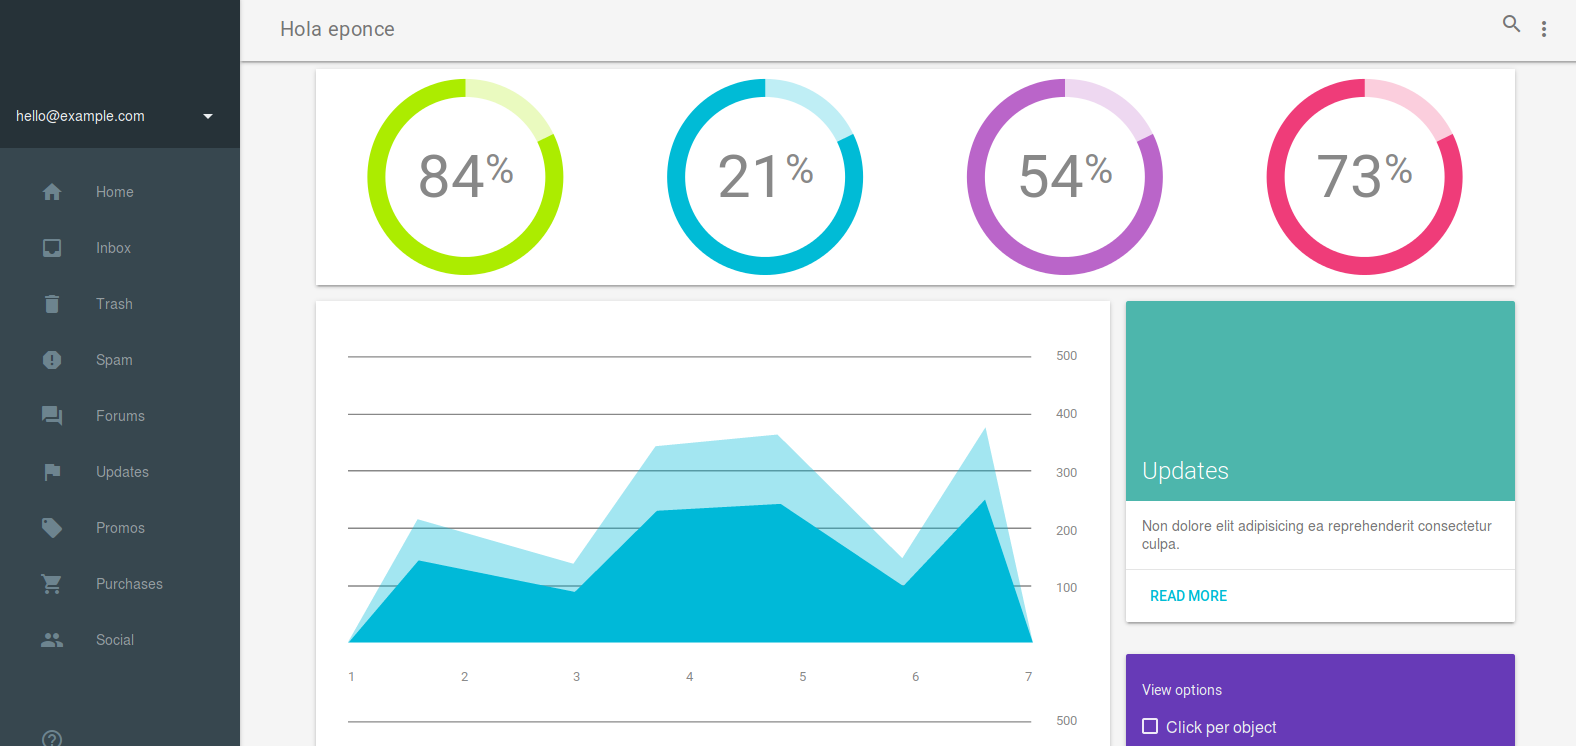 Hola eponce
hello@example.com
Home
Inbox
Trash
Spam
Forums
Updates
Promos
Purchases
Social
84%
21%
54%
73%
500
400
300
200
100
1 2 3 4 5 6 7
500
Updates
Non dolore elit adipisicing ea reprehenderit consectetur
culpa.
READ MORE
View options
Click per object